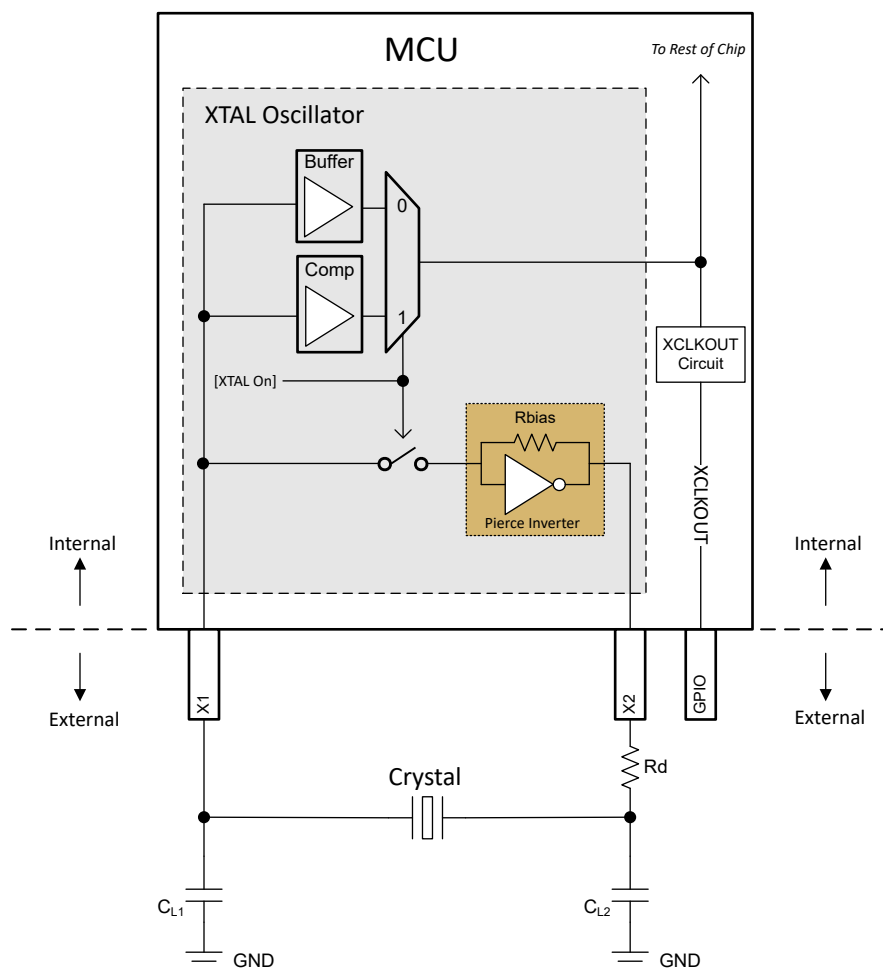 MCU
To Rest of Chip
XTAL Oscillator
Buffer
0
Comp
1
XCLKOUT
Circuit
[XTAL On]
Rbias
Pierce Inverter
XCLKOUT
Internal
Internal
External
External
X1
X2
GPIO
Rd
Crystal
CL1
CL2
GND
GND